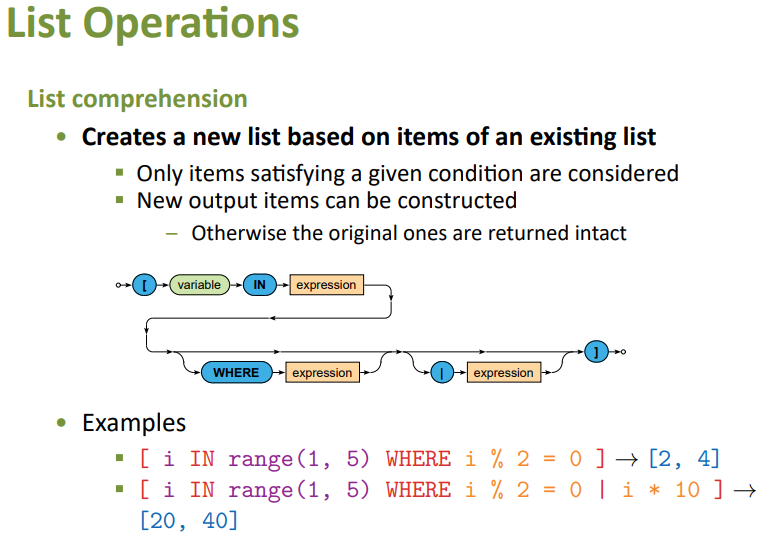 List Operations
List comprehension
• Creates a new list based on items of an existing list
▪ Only items satisfying a given condition are considered
▪ New output items can be constructed
– Otherwise the original ones are returned intact
[ variable IN expression
WHERE expression | expression ]
• Examples
▪ [ i IN range(1, 5) WHERE i % 2 = 0 ] → [2, 4]
▪ [ i IN range(1, 5) WHERE i % 2 = 0 | i * 10 ] →
[20, 40]